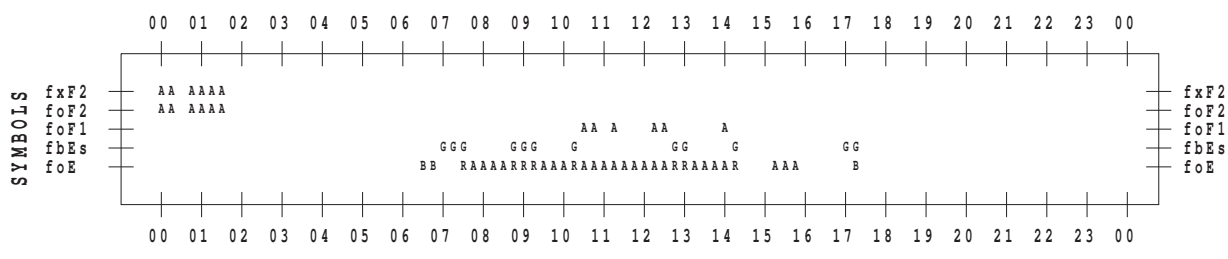 00 01 02 03 04 05 06 07 08 09 10 11 12 13 14 15 16 17 18 19 20 21 22 23 00
SYMBOLS
fxF2 AA AAAA fxF2
foF2 AA AAAA foF2
foF1 AA A AA A foF1
fbEs GGG GGG G GG G GG fbEs
foE BB RAAAARRRAAARAAAAAAAAARRAAAAR AAA B foE
00 01 02 03 04 05 06 07 08 09 10 11 12 13 14 15 16 17 18 19 20 21 22 23 00